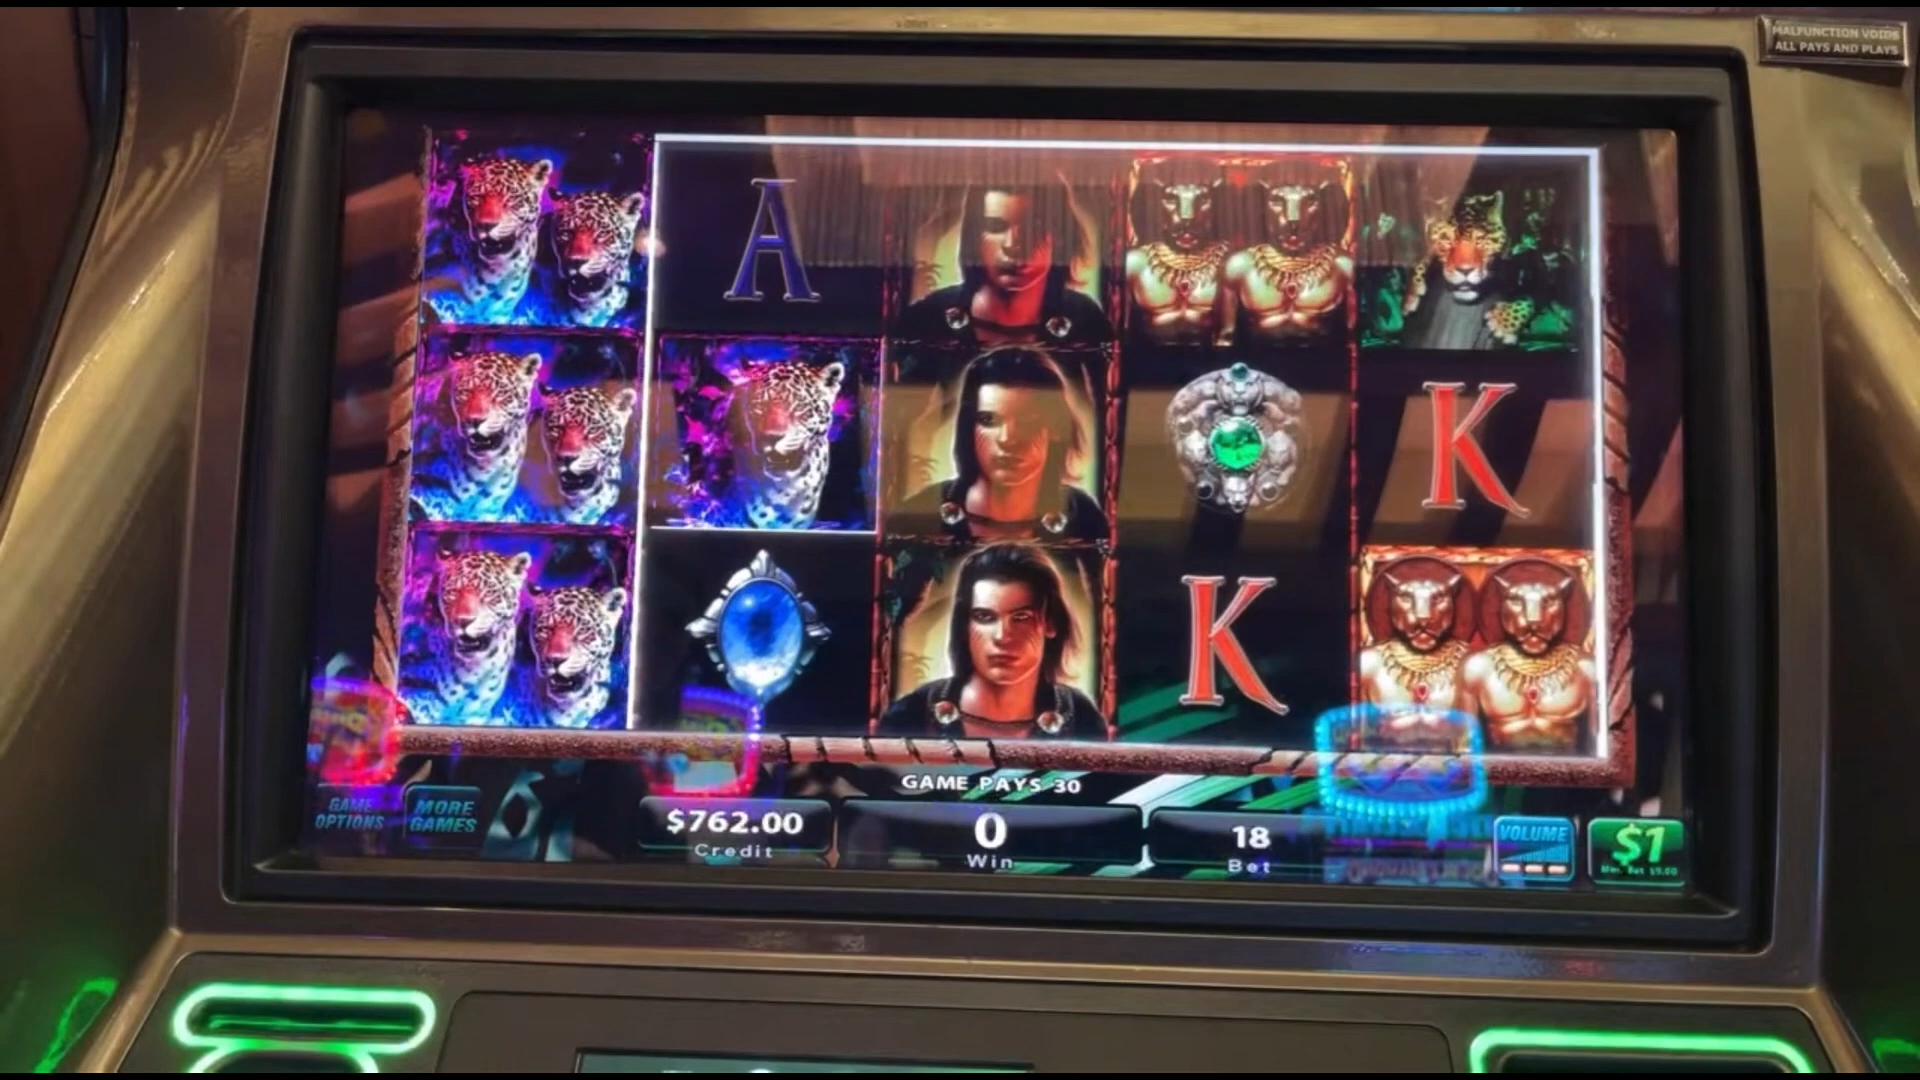 MALFUNCTION VOIDS
ALL PAYS AND PLAYS
A
K
K
GAME PAYS 30
GAME
OPTIONS
MORE
GAMES
$762.00
Credit
0
Win
18
Bet
VOLUME
$1